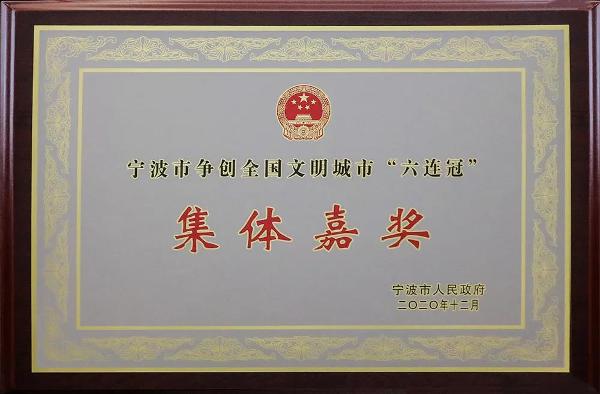 宁波市争创全国文明城市“六连冠”
集体嘉奖
宁波市人民政府
二〇二〇年十二月